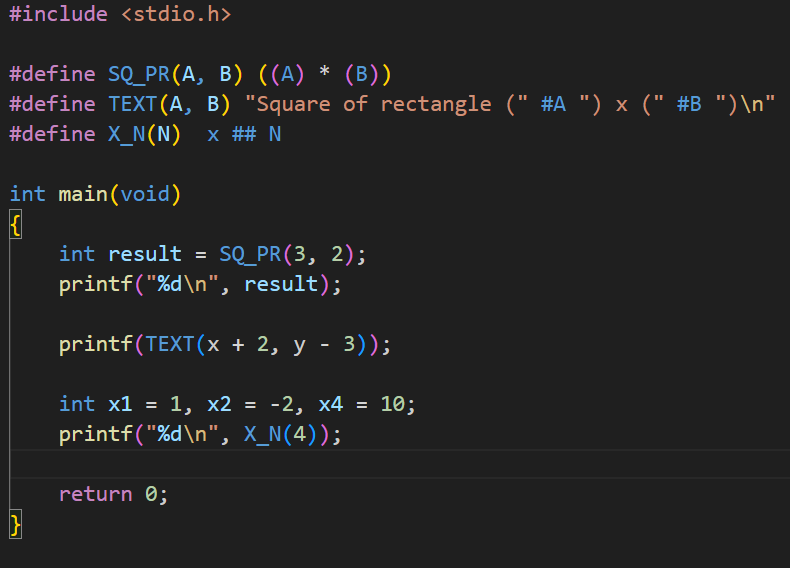 #include <stdio.h>
#define SQ_PR(A, B) ((A) * (B))
#define TEXT(A, B) "Square of rectangle (" #A ") x (" #B ")\n"
#define X_N(N)  x ## N
int main(void)
{
    int result = SQ_PR(3, 2);
    printf("%d\n", result);
    printf(TEXT(x + 2, y - 3));
    int x1 = 1, x2 = -2, x4 = 10;
    printf("%d\n", X_N(4));
    return 0;
}